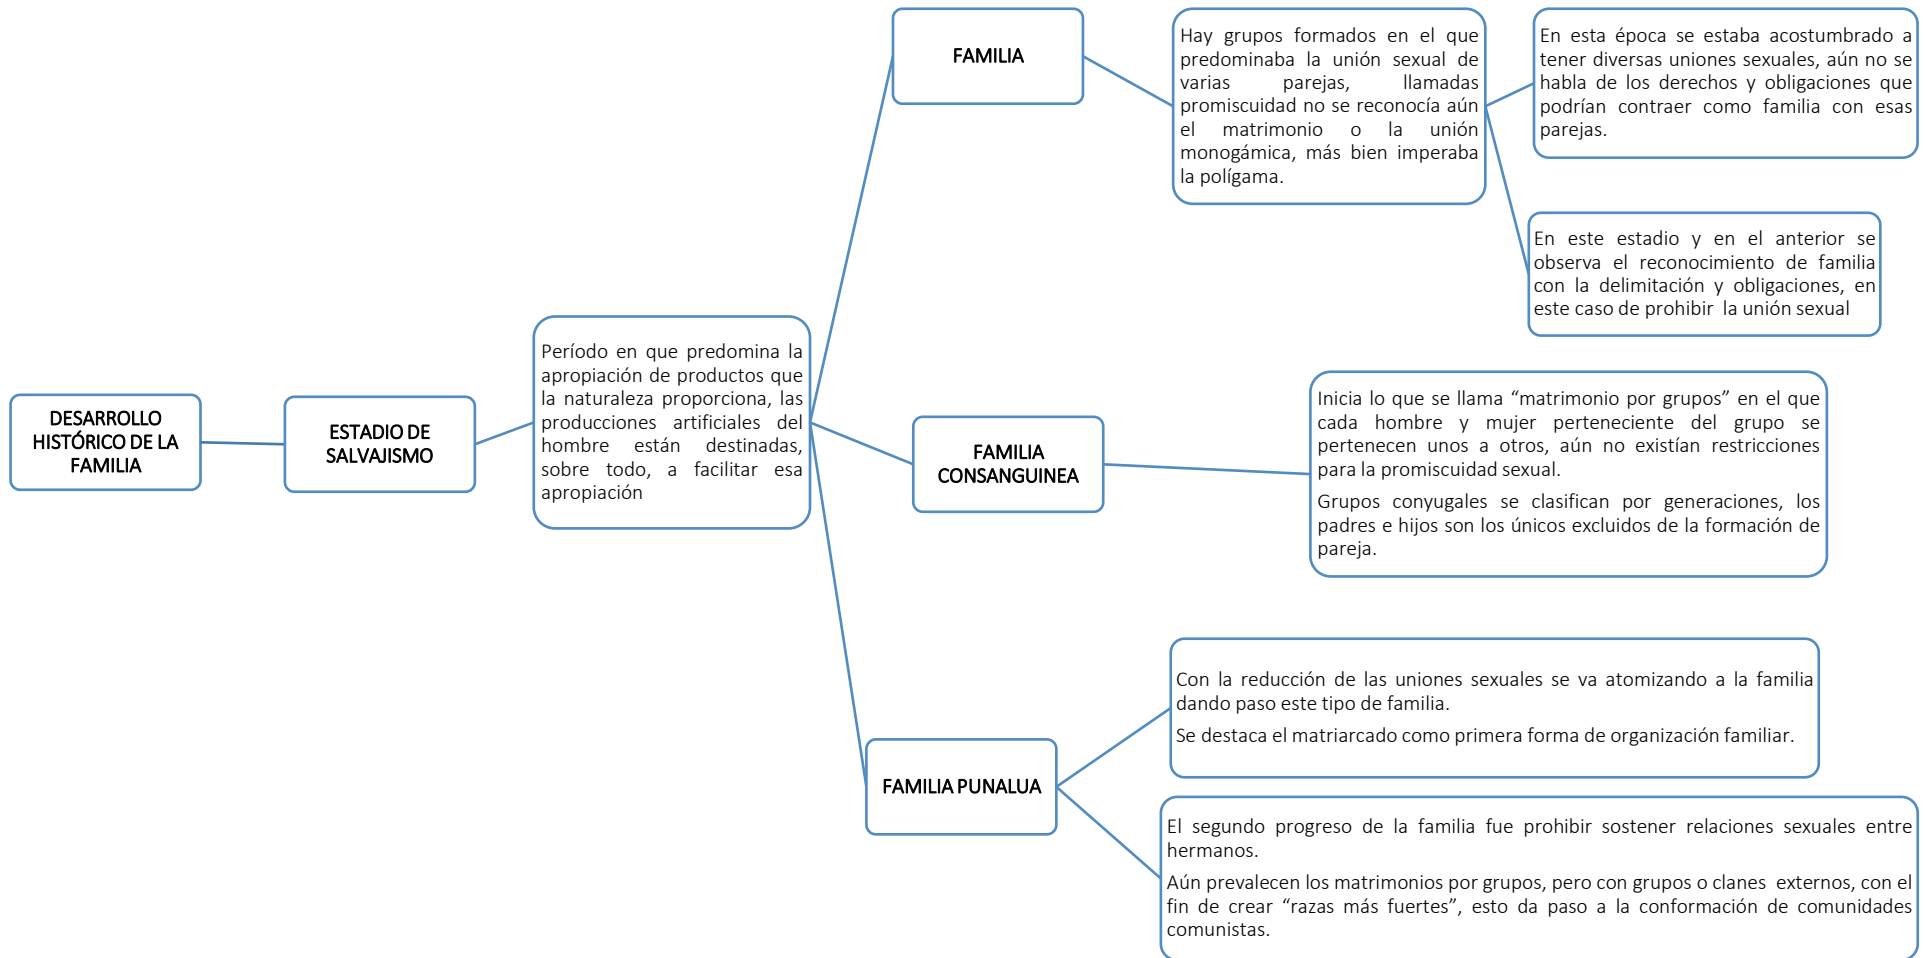 DESARROLLO
HISTÓRICO DE LA
FAMILIA
ESTADIO DE
SALVAJISMO
Período en que predomina la
apropiación de productos que
la naturaleza proporciona, las
producciones artificiales del
hombre están destinadas,
sobre todo, a facilitar esa
apropiación
FAMILIA
Hay grupos formados en el que
predominaba la unión sexual de
varias parejas, llamadas
promiscuidad no se reconocía aún
el matrimonio o la unión
monogámica, más bien imperaba
la polígama.
En esta época se estaba acostumbrado a
tener diversas uniones sexuales, aún no se
habla de los derechos y obligaciones que
podrían contraer como familia con esas
parejas.
En este estadio y en el anterior se
observa el reconocimiento de familia
con la delimitación y obligaciones, en
este caso de prohibir la unión sexual
FAMILIA
CONSANGUINEA
Inicia lo que se llama “matrimonio por grupos” en el que
cada hombre y mujer perteneciente del grupo se
pertenecen unos a otros, aún no existían restricciones
para la promiscuidad sexual.
Grupos conyugales se clasifican por generaciones, los
padres e hijos son los únicos excluidos de la formación de
pareja.
FAMILIA PUNALUA
Con la reducción de las uniones sexuales se va atomizando a la familia
dando paso este tipo de familia.
Se destaca el matriarcado como primera forma de organización familiar.
El segundo progreso de la familia fue prohibir sostener relaciones sexuales entre
hermanos.
Aún prevalecen los matrimonios por grupos, pero con grupos o clanes externos, con el
fin de crear “razas más fuertes”, esto da paso a la conformación de comunidades
comunistas.